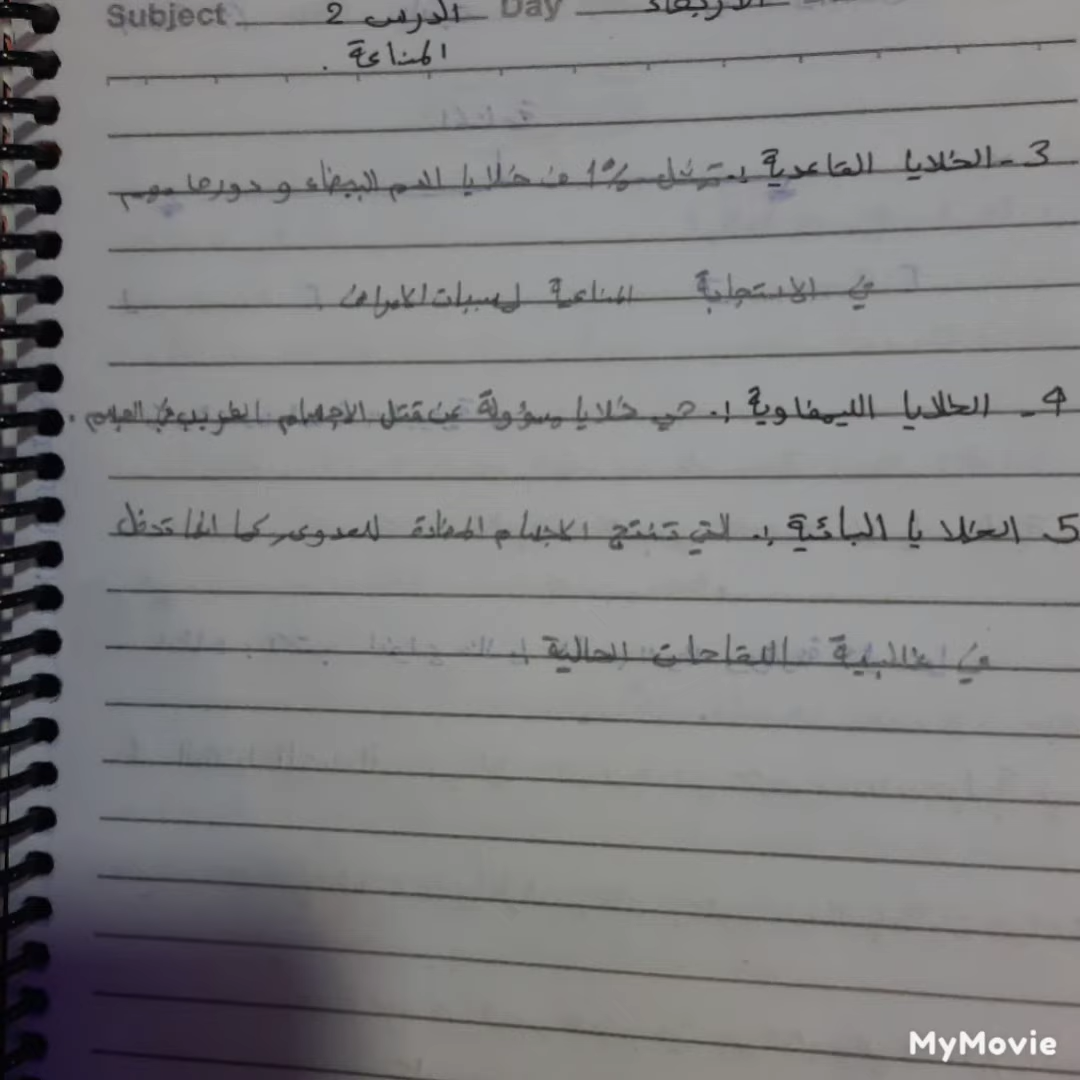 Subject الدرس 2 Day الاربعاء
المناعة .
3 - الخلايا القاعدية :. تمثل 1% من خلايا الدم البيضاء و دورها مهم
في الاستجابة المناعية لمسببات الامراض
4 - الخلايا الليمفاوية :. هي خلايا مسؤولة عن قتل الاجسام الغريبة في الجسم .
5. الخلايا البائية :. التي تنتج الاجسام المضادة للعدوى كما انها تدخل
في غالبية اللقاحات الحالية
MyMovie